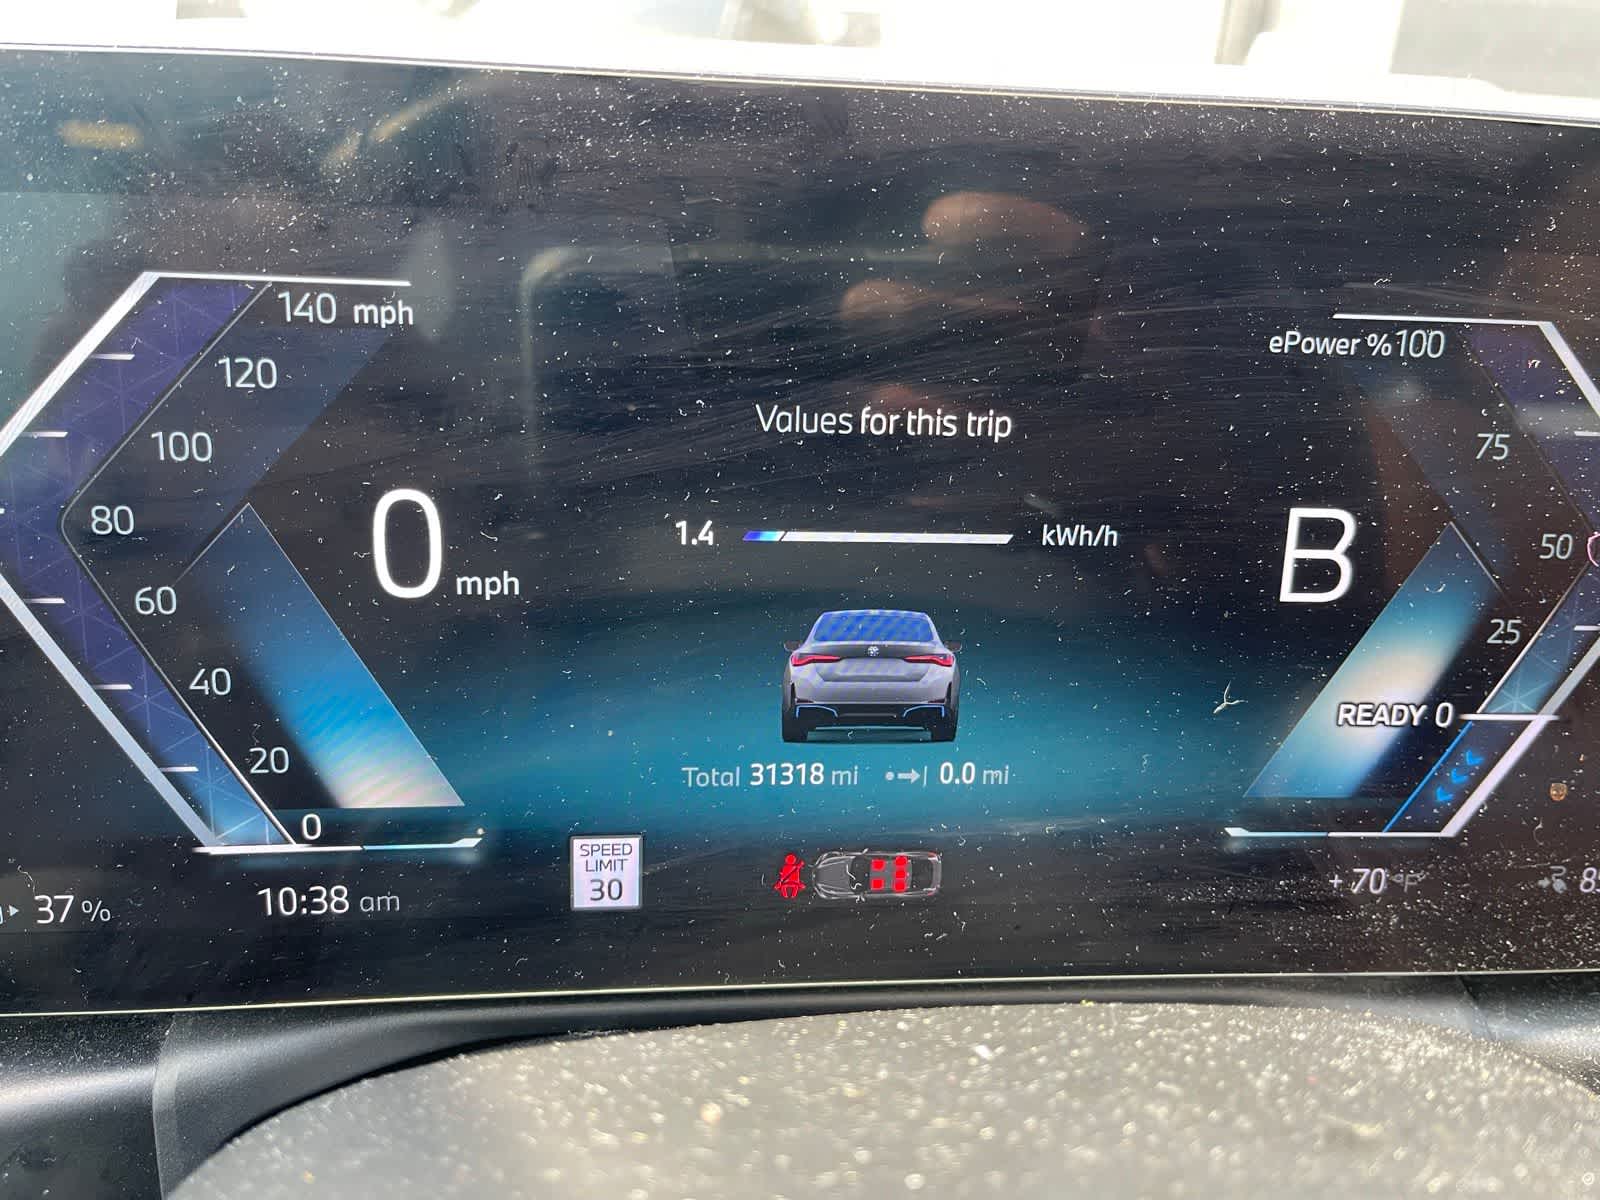 140 mph
120
100
80
60
40
20
0
0 mph
Values for this trip
1.4 kWh/h
Total 31318 mi 0.0 mi
ePower % 100
75
50
25
READY 0
B
37 %
10:38 am
SPEED
LIMIT
30
+ 70 °F